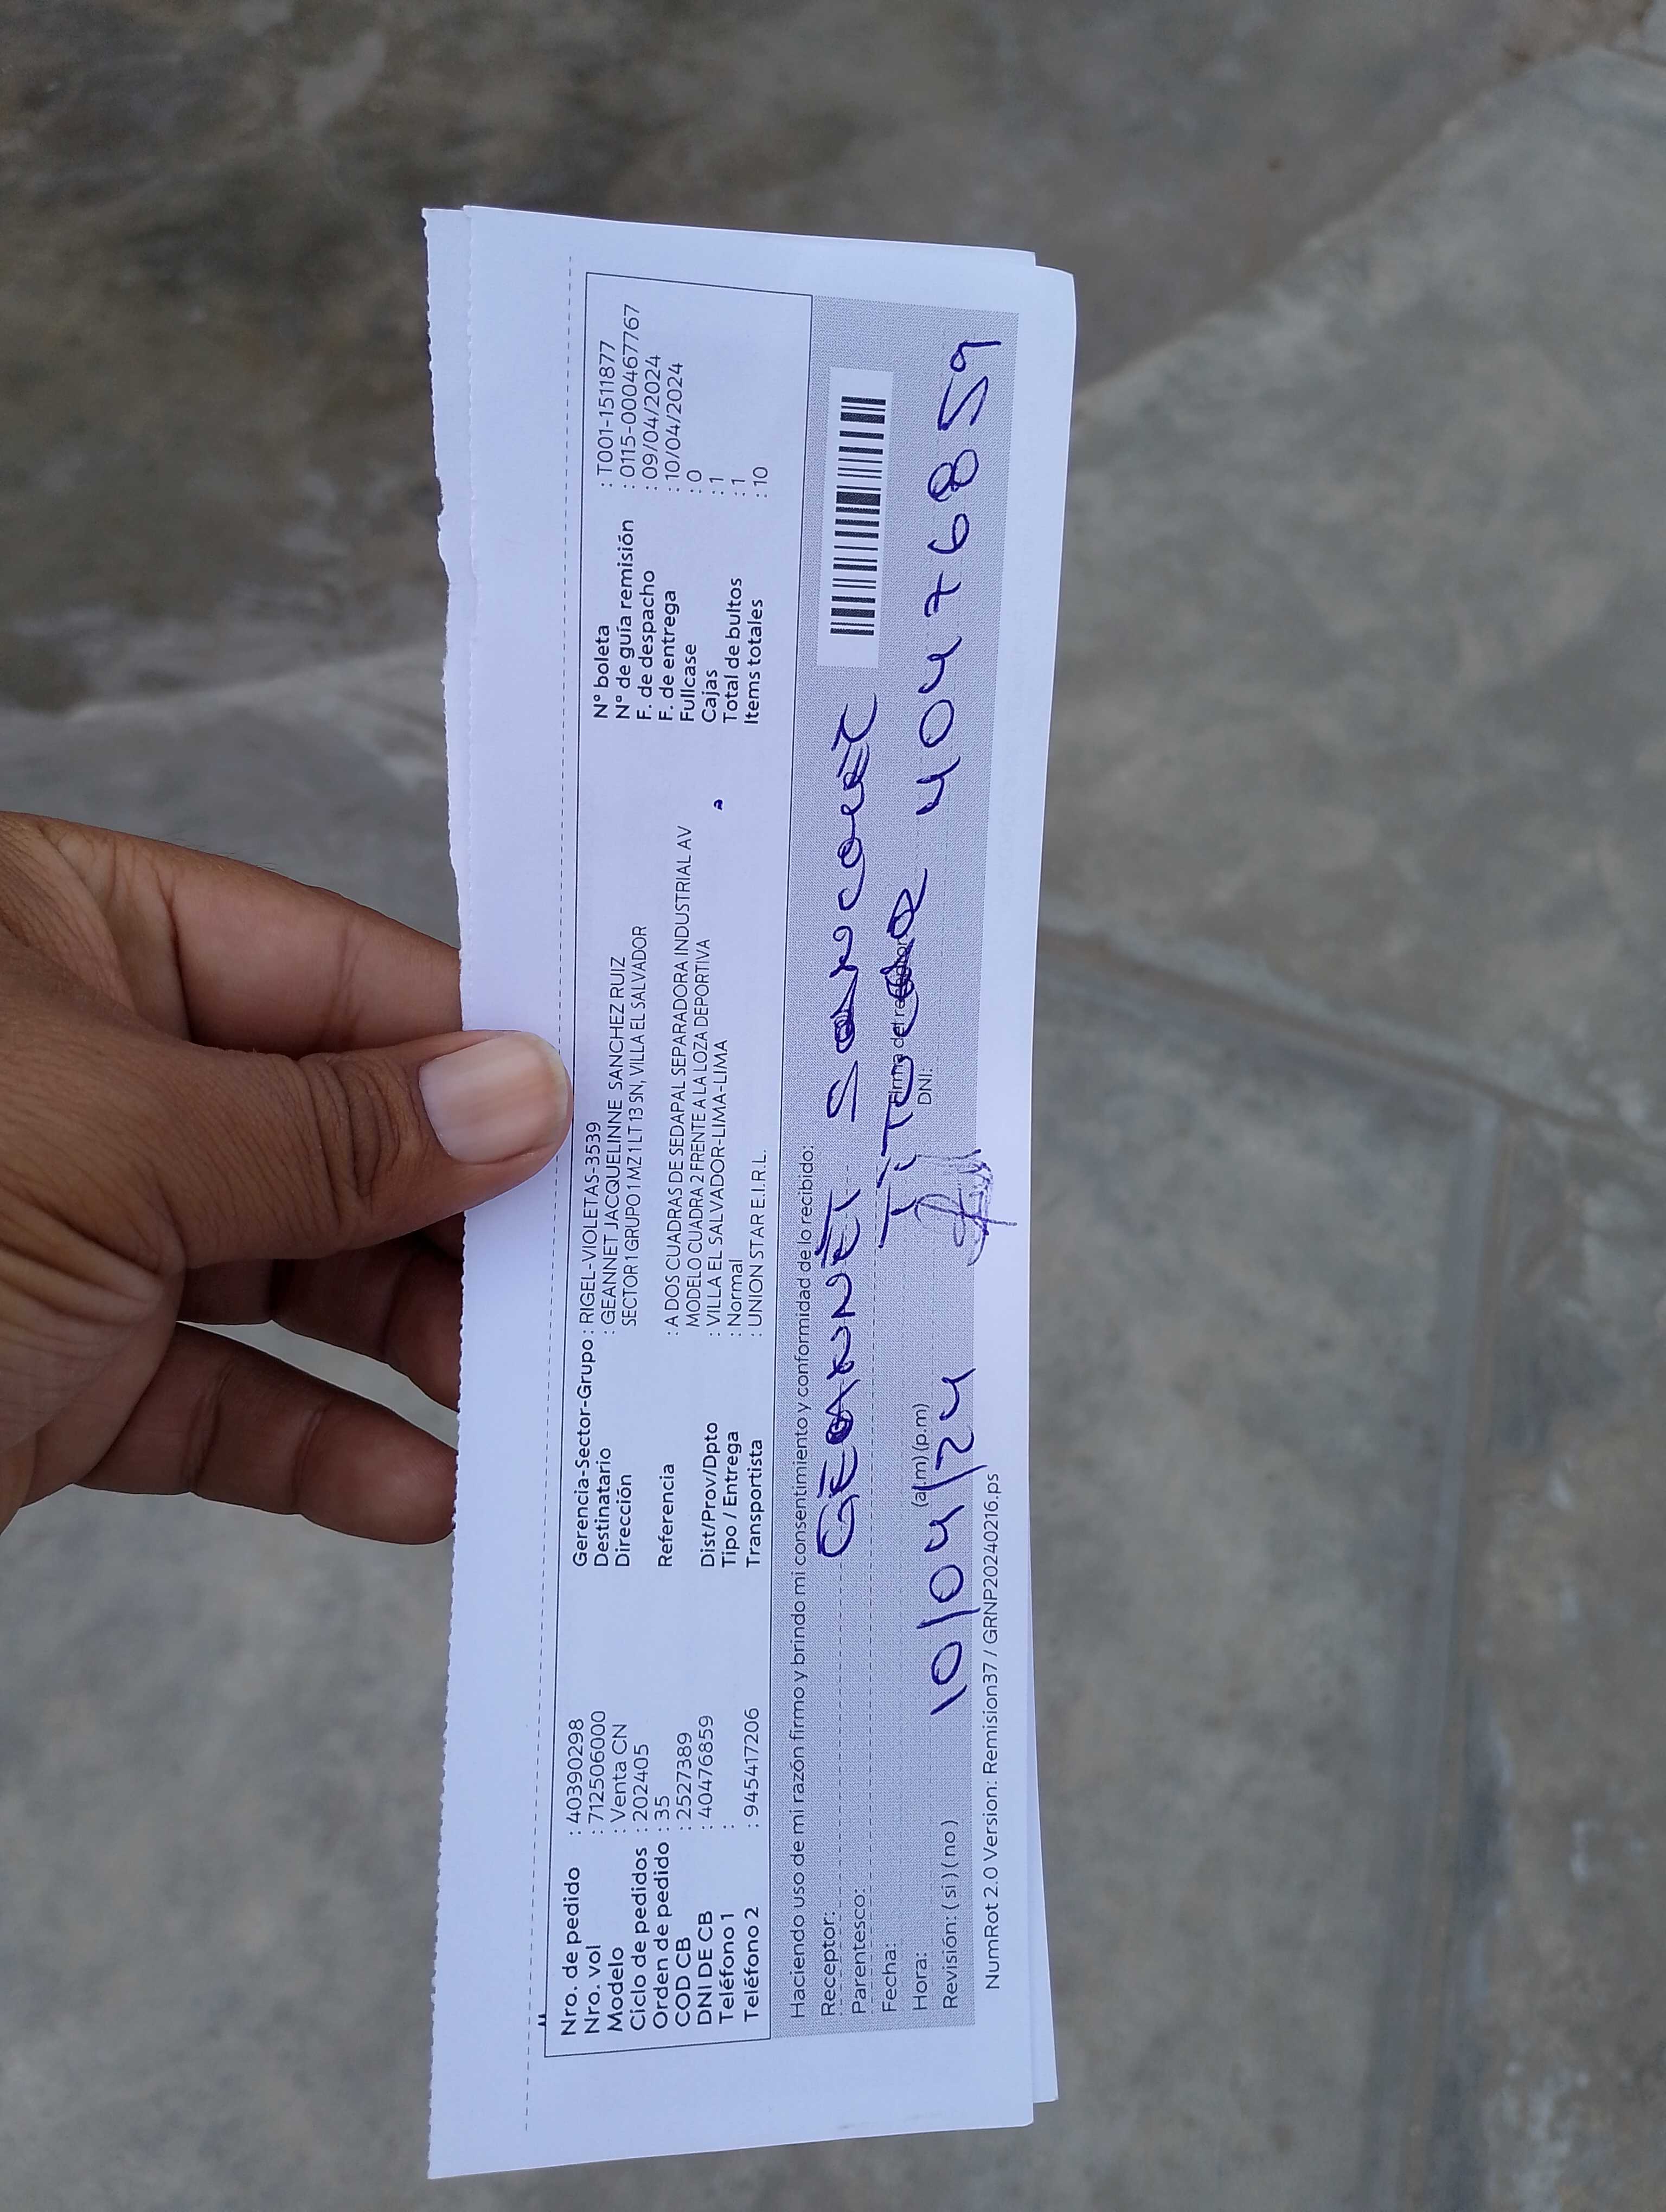 Nro. de pedido : 40390298
Nro. vol : 712506000
Modelo : Venta CN
Ciclo de pedidos : 202405
Orden de pedido : 35
COD CB : 2527389
DNI DE CB : 40476859
Teléfono 1 :
Teléfono 2 : 945417206
Gerencia-Sector-Grupo : RIGEL-VIOLETAS-3539
Destinatario : GEANNET JACQUELINNE SANCHEZ RUIZ
Dirección SECTOR 1 GRUPO 1 MZ 1 LT 13 SN, VILLA EL SALVADOR
Referencia : A DOS CUADRAS DE SEDAPAL SEPARADORA INDUSTRIAL AV
MODELO CUADRA 2 FRENTE A LA LOZA DEPORTIVA
Dist/Prov/Dpto : VILLA EL SALVADOR-LIMA-LIMA
Tipo / Entrega : Normal
Transportista : UNION STAR E.I.R.L.
N° boleta : T001-1511877
N° de guía remisión : 0115-000467767
F. de despacho : 09/04/2024
F. de entrega : 10/04/2024
Fullcase : 0
Cajas : 1
Total de bultos : 1
Items totales : 10
Haciendo uso de mi razón firmo y brindo mi consentimiento y conformidad de lo recibido:
Receptor: GEANNET SANCHEZ
Parentesco: TiTULAR
Fecha:
Firma del receptor
Hora: (a.m) (p.m) DNI: 40476859
10/04/24
Revisión: ( si ) ( no )
NumRot 2.0 Version: Remision37 / GRNP20240216.ps